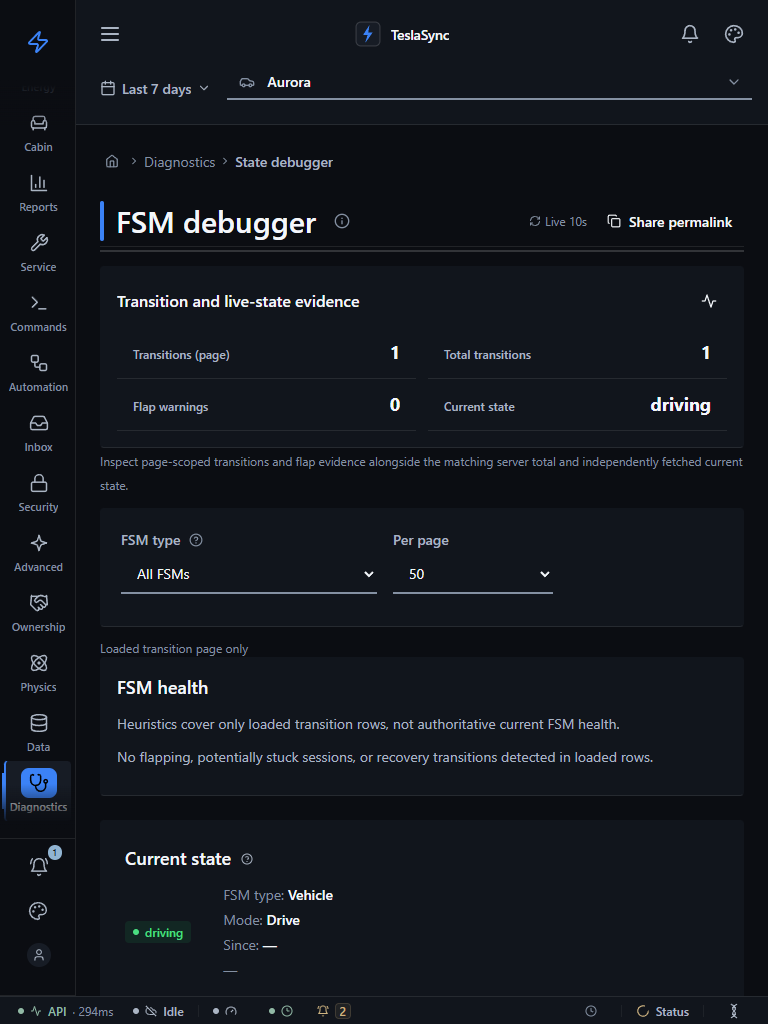 TeslaSync
Last 7 days
Aurora
Energy
Cabin
Reports
Service
Commands
Automation
Inbox
Security
Advanced
Ownership
Physics
Data
Diagnostics
1
Diagnostics
State debugger
FSM debugger
Live 10s
Share permalink
Transition and live-state evidence
Transitions (page) 1
Total transitions 1
Flap warnings 0
Current state driving
Inspect page-scoped transitions and flap evidence alongside the matching server total and independently fetched current
state.
FSM type
Per page
All FSMs
50
Loaded transition page only
FSM health
Heuristics cover only loaded transition rows, not authoritative current FSM health.
No flapping, potentially stuck sessions, or recovery transitions detected in loaded rows.
Current state
driving
FSM type: Vehicle
Mode: Drive
Since: —
—
API · 294ms
Idle
2
Status